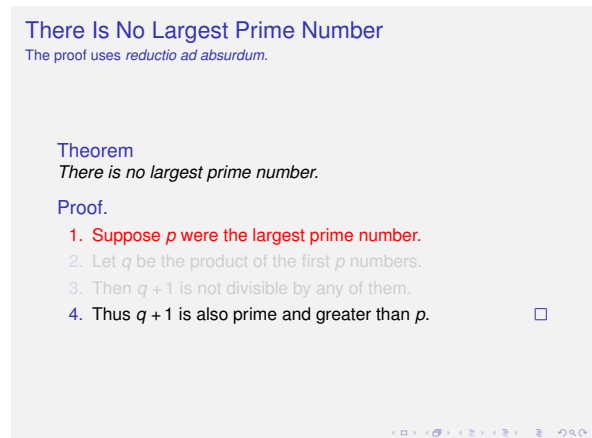 There Is No Largest Prime Number
The proof uses reductio ad absurdum.
Theorem
There is no largest prime number.
Proof.
1. Suppose p were the largest prime number.
2. Let q be the product of the first p numbers.
3. Then q + 1 is not divisible by any of them.
4. Thus q + 1 is also prime and greater than p. □